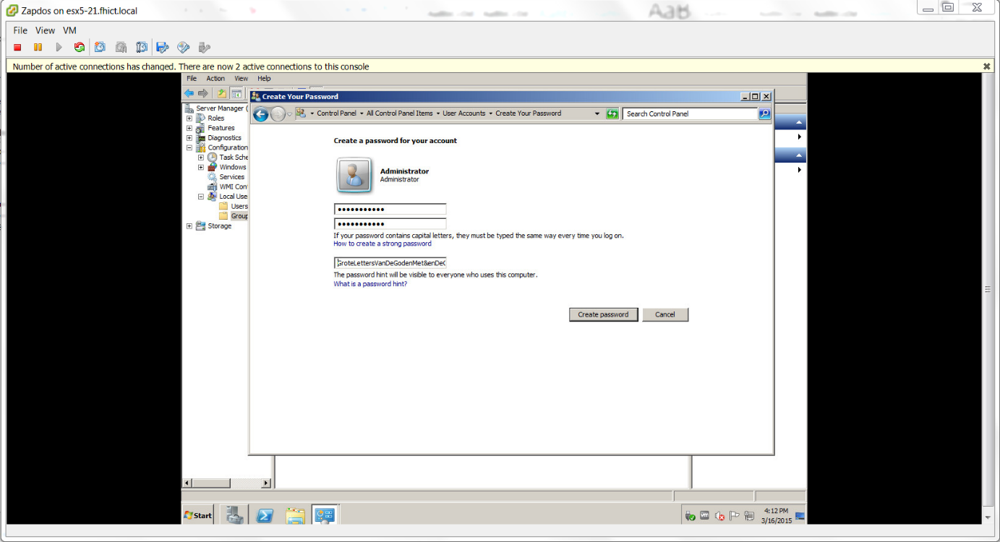 Zapdos on esx5-21.fhict.local
File View VM
Number of active connections has changed. There are now 2 active connections to this console
File Action View Help
Create Your Password
Control Panel All Control Panel Items User Accounts Create Your Password Search Control Panel
Server Manager (
Roles
Features
Diagnostics
Configuration
Task Sche
Windows
Services
WMI Con
Local Use
Users
Group
Storage
Create a password for your account
Administrator
Administrator
If your password contains capital letters, they must be typed the same way every time you log on.
How to create a strong password
GroteLettersVanDeGodenMet&enDe
The password hint will be visible to everyone who uses this computer.
What is a password hint?
Create password Cancel
Start
4:12 PM
3/16/2015